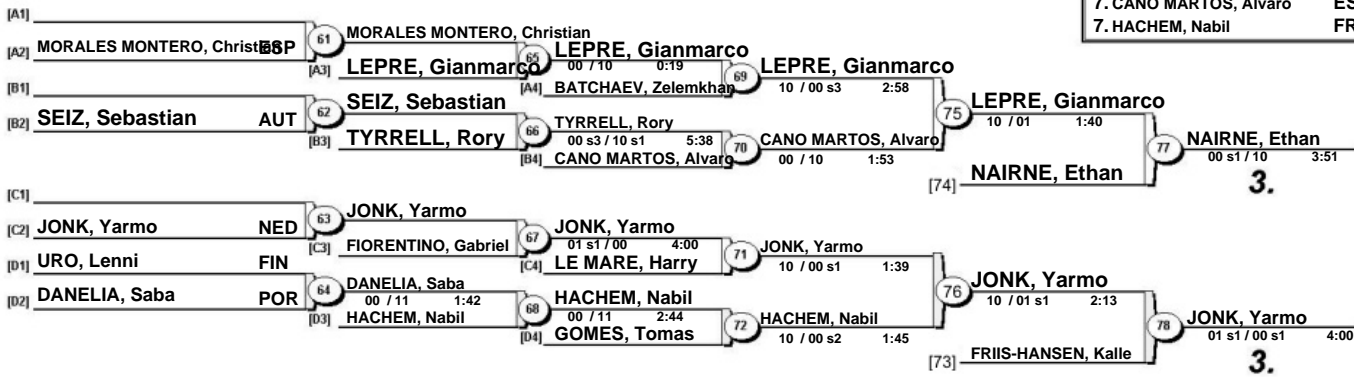 7. CANO MARTOS, Alvaro ES
7. HACHEM, Nabil FR
[A1]
[A2] MORALES MONTERO, Christian ESP
61
MORALES MONTERO, Christian
[A3] LEPRE, Gianmarco
65
LEPRE, Gianmarco
00 / 10 0:19
[A4] BATCHAEV, Zelemkhan
69
LEPRE, Gianmarco
10 / 00 s3 2:58
[B1]
[B2] SEIZ, Sebastian AUT
62
SEIZ, Sebastian
[B3] TYRRELL, Rory
66
TYRRELL, Rory
00 s3 / 10 s1 5:38
[B4] CANO MARTOS, Alvaro
70
CANO MARTOS, Alvaro
00 / 10 1:53
75
LEPRE, Gianmarco
10 / 01 1:40
[74] NAIRNE, Ethan
77
NAIRNE, Ethan
00 s1 / 10 3:51
3.
[C1]
[C2] JONK, Yarmo NED
63
JONK, Yarmo
[C3] FIORENTINO, Gabriel
67
JONK, Yarmo
01 s1 / 00 4:00
[C4] LE MARE, Harry
71
JONK, Yarmo
10 / 00 s1 1:39
[D1] URO, Lenni FIN
[D2] DANELIA, Saba POR
64
DANELIA, Saba
00 / 11 1:42
[D3] HACHEM, Nabil
68
HACHEM, Nabil
00 / 11 2:44
[D4] GOMES, Tomas
72
HACHEM, Nabil
10 / 00 s2 1:45
76
JONK, Yarmo
10 / 01 s1 2:13
[73] FRIIS-HANSEN, Kalle
78
JONK, Yarmo
01 s1 / 00 s1 4:00
3.